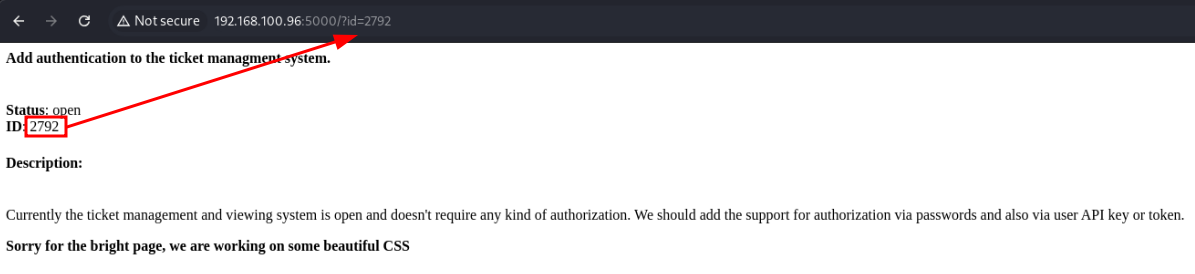 Not secure 192.168.100.96:5000/?id=2792
Add authentication to the ticket managment system.
Status: open
ID: 2792
Description:
Currently the ticket management and viewing system is open and doesn't require any kind of authorization. We should add the support for authorization via passwords and also via user API key or token.
Sorry for the bright page, we are working on some beautiful CSS